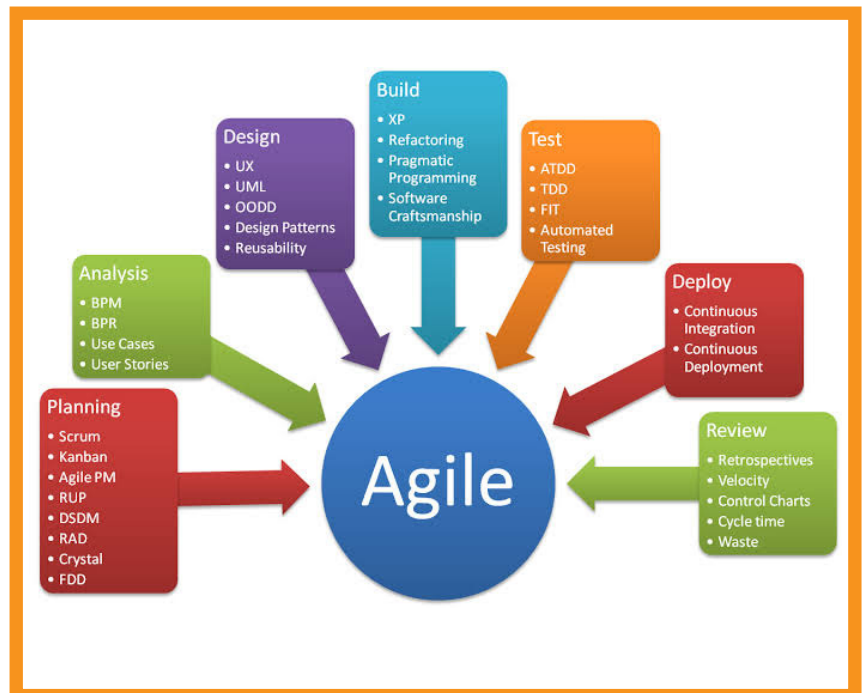 Planning
• Scrum
• Kanban
• Agile PM
• RUP
• DSDM
• RAD
• Crystal
• FDD
Analysis
• BPM
• BPR
• Use Cases
• User Stories
Design
• UX
• UML
• OODD
• Design Patterns
• Reusability
Build
• XP
• Refactoring
• Pragmatic
Programming
• Software
Craftsmanship
Test
• ATDD
• TDD
• FIT
• Automated
Testing
Deploy
• Continuous
Integration
• Continuous
Deployment
Review
• Retrospectives
• Velocity
• Control Charts
• Cycle time
• Waste
Agile